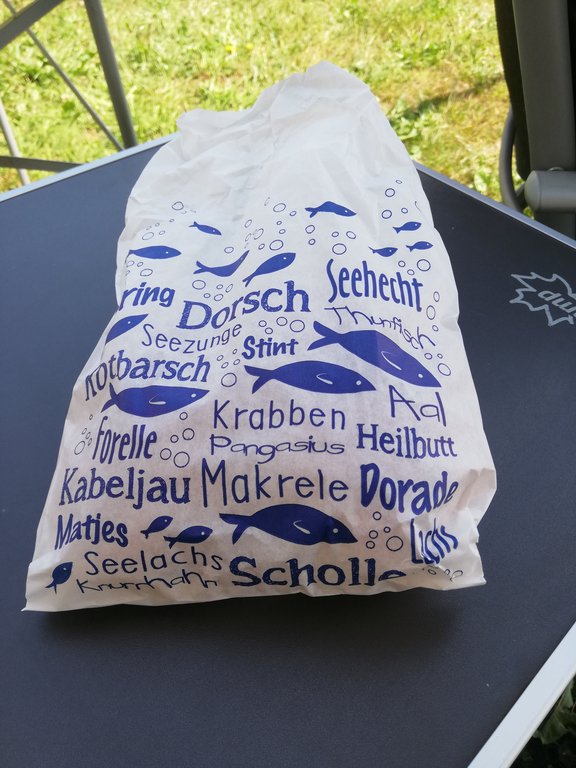 ring Dorsch Seehecht
Seezunge Thunfisch
Rotbarsch Stint
Krabben Aal
Forelle Pangasius Heilbutt
Kabeljau Makrele Dorade
Matjes Lachs
Seelachs
Knurrhahn Scholle